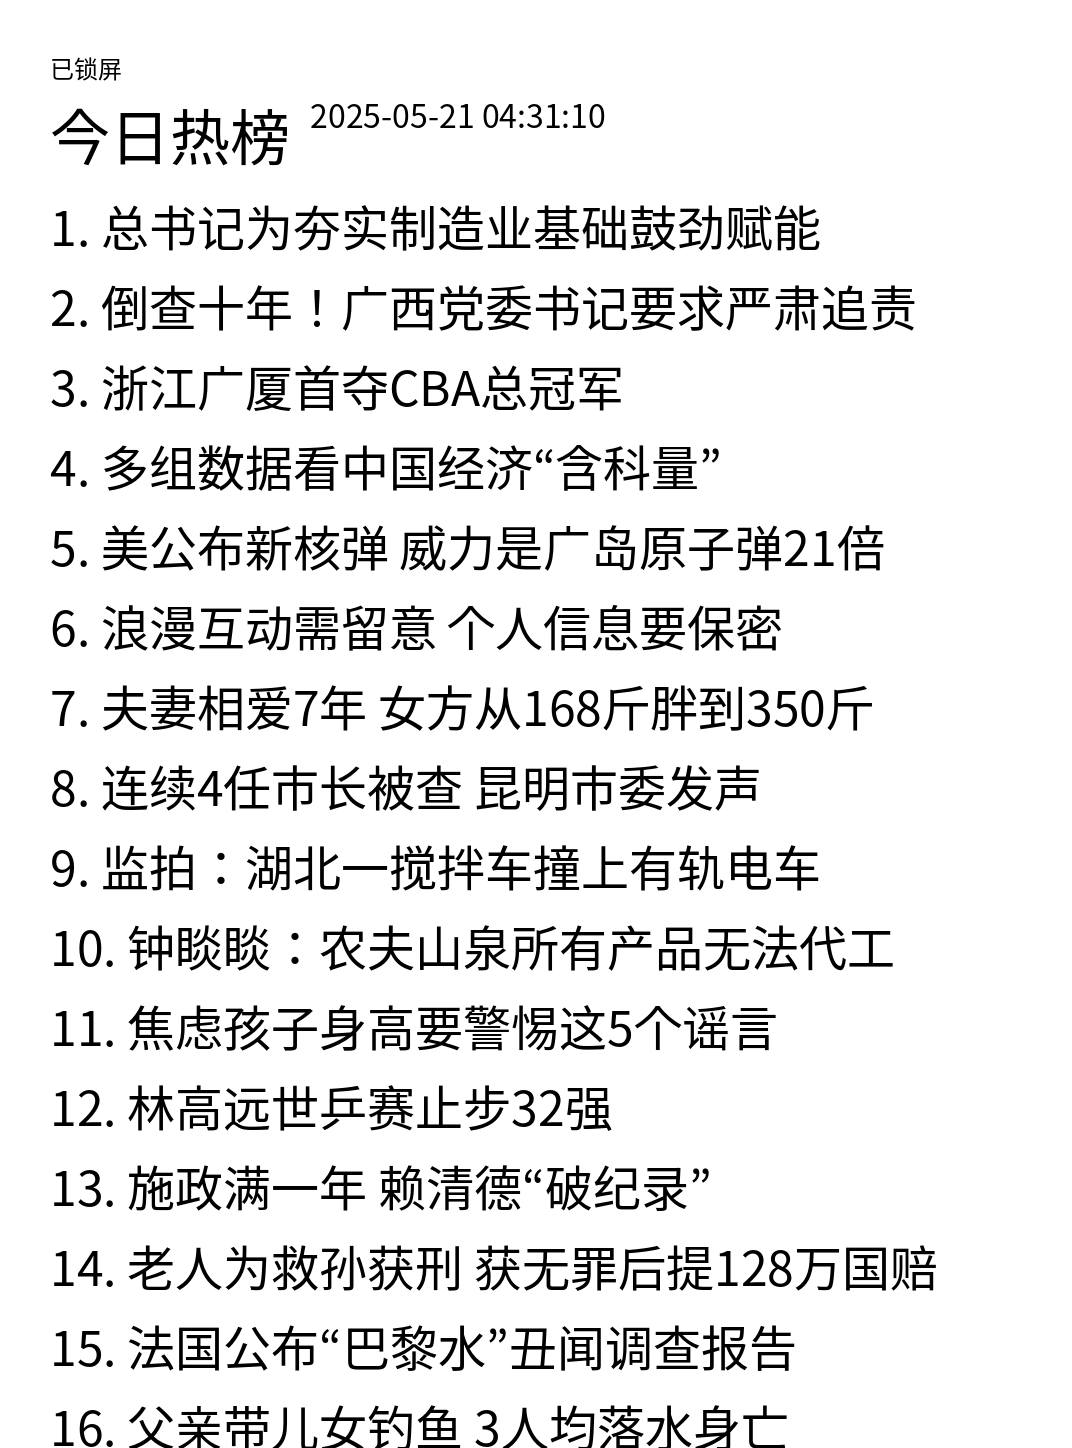 已锁屏
今日热榜 2025-05-21 04:31:10
1. 总书记为夯实制造业基础鼓劲赋能
2. 倒查十年！广西党委书记要求严肃追责
3. 浙江广厦首夺CBA总冠军
4. 多组数据看中国经济“含科量”
5. 美公布新核弹 威力是广岛原子弹21倍
6. 浪漫互动需留意 个人信息要保密
7. 夫妻相爱7年 女方从168斤胖到350斤
8. 连续4任市长被查 昆明市委发声
9. 监拍：湖北一搅拌车撞上有轨电车
10. 钟睒睒：农夫山泉所有产品无法代工
11. 焦虑孩子身高要警惕这5个谣言
12. 林高远世乒赛止步32强
13. 施政满一年 赖清德“破纪录”
14. 老人为救孙获刑 获无罪后提128万国赔
15. 法国公布“巴黎水”丑闻调查报告
16. 父亲带儿女钓鱼 3人均落水身亡